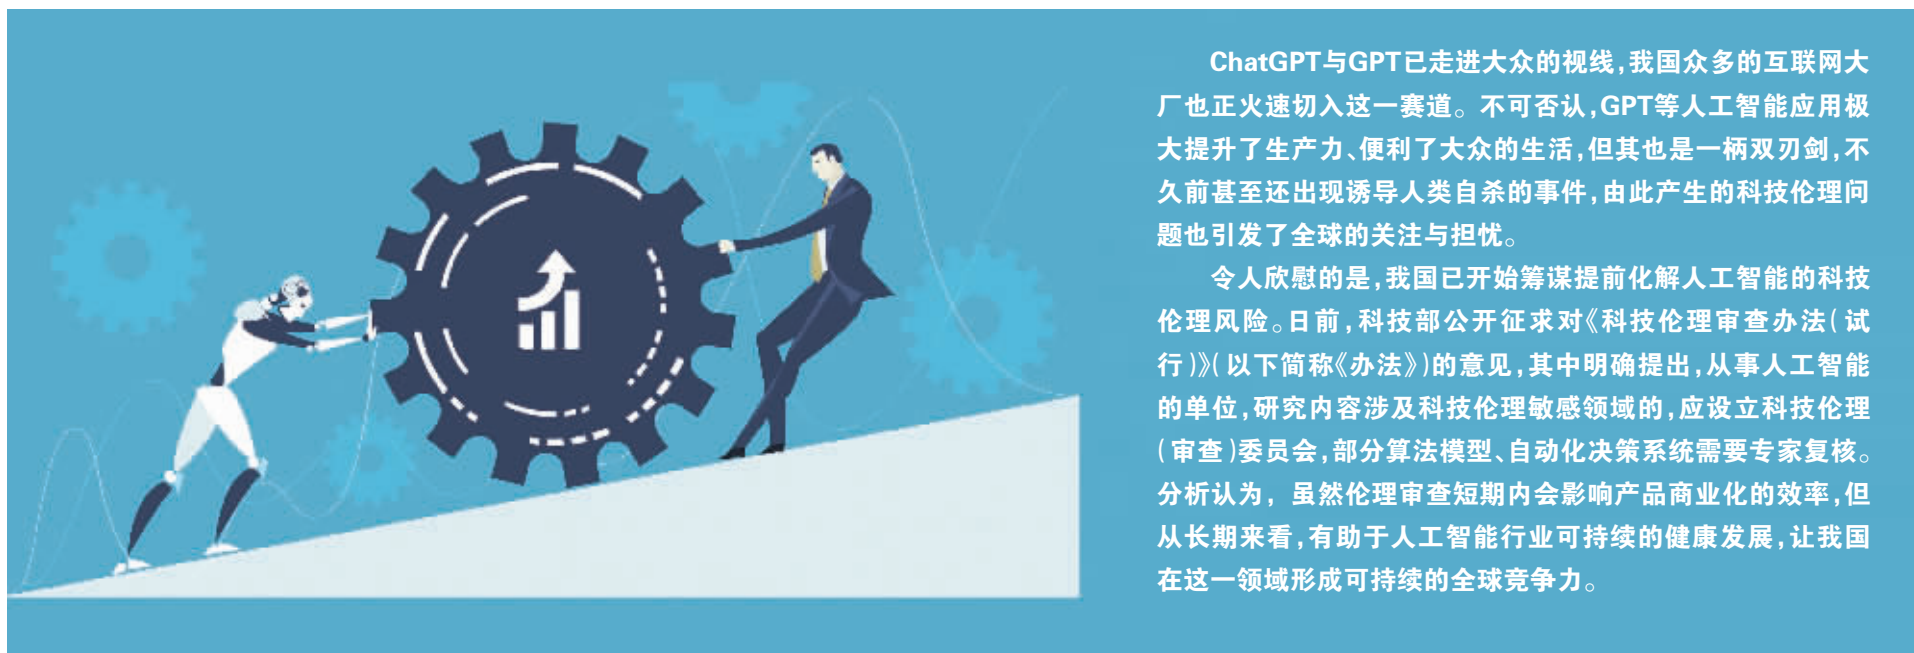 ChatGPT与GPT已走进大众的视线,我国众多的互联网大
厂也正火速切入这一赛道。不可否认,GPT等人工智能应用极
大提升了生产力、便利了大众的生活,但其也是一柄双刃剑,不
久前甚至还出现诱导人类自杀的事件,由此产生的科技伦理问
题也引发了全球的关注与担忧。
令人欣慰的是,我国已开始筹谋提前化解人工智能的科技
伦理风险。日前,科技部公开征求对《科技伦理审查办法(试
行)》(以下简称《办法》)的意见,其中明确提出,从事人工智能
的单位,研究内容涉及科技伦理敏感领域的,应设立科技伦理
(审查)委员会,部分算法模型、自动化决策系统需要专家复核。
分析认为，虽然伦理审查短期内会影响产品商业化的效率,但
从长期来看,有助于人工智能行业可持续的健康发展,让我国
在这一领域形成可持续的全球竞争力。